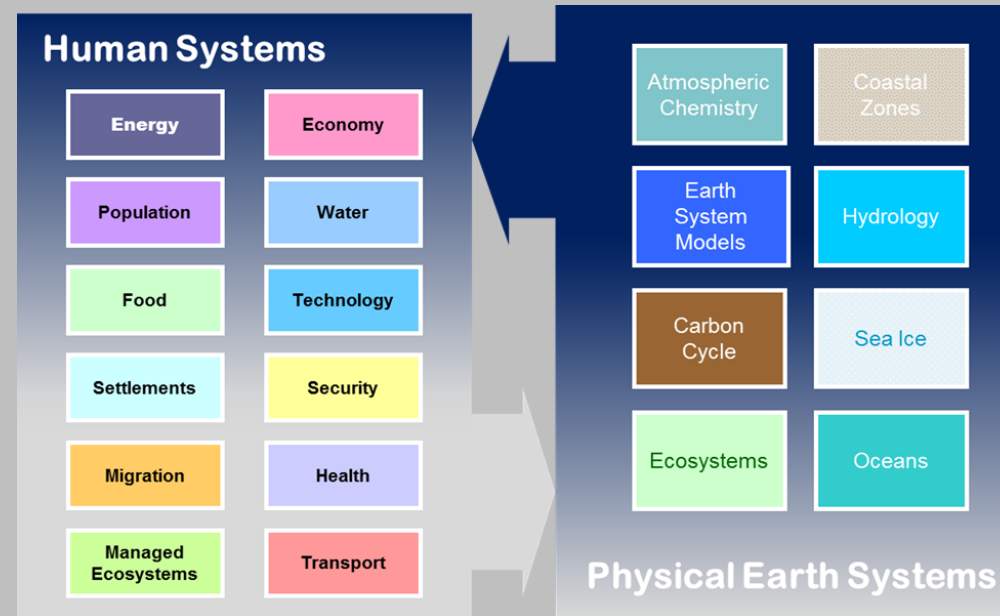 Human Systems
Energy
Economy
Population
Water
Food
Technology
Settlements
Security
Migration
Health
Managed
Ecosystems
Transport
Atmospheric
Chemistry
Coastal
Zones
Earth
System
Models
Hydrology
Carbon
Cycle
Sea Ice
Ecosystems
Oceans
Physical Earth Systems